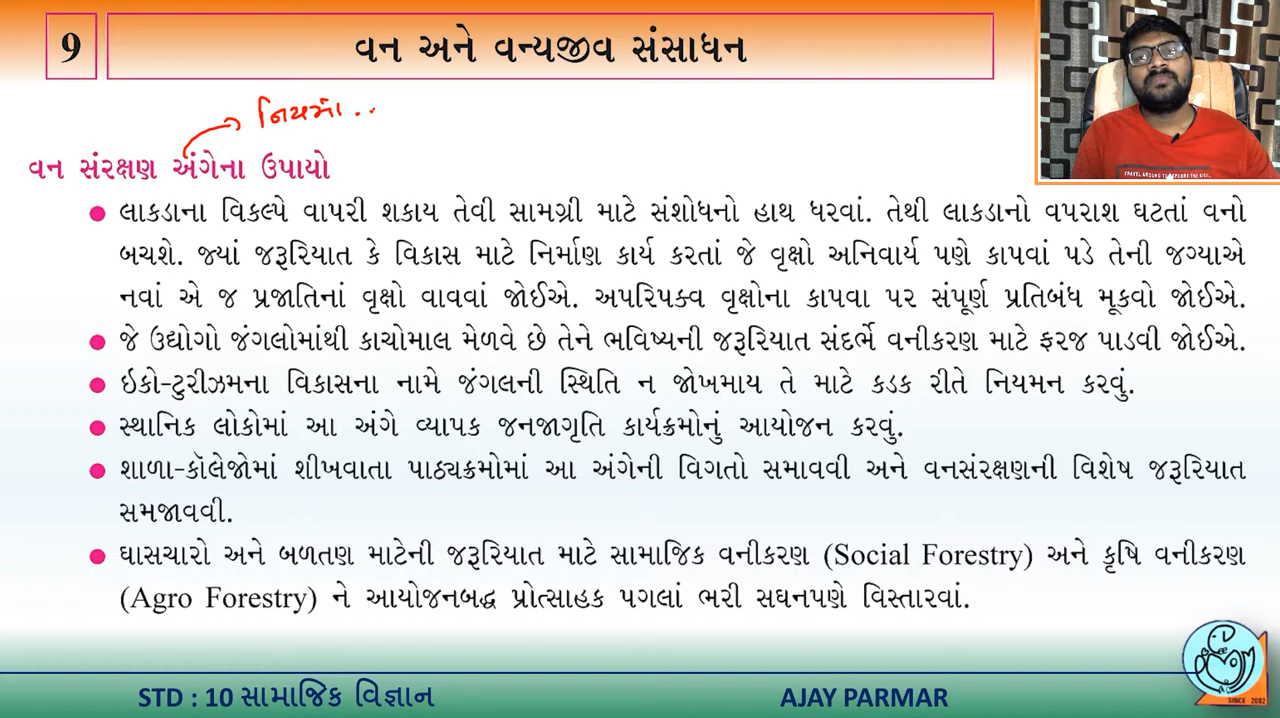 9
વન અને વન્યજીવ સંસાધન
નિયમો ..
વન સંરક્ષણ અંગેના ઉપાયો
લાકડાના વિકલ્પે વાપરી શકાય તેવી સામગ્રી માટે સંશોધનો હાથ ધરવાં. તેથી લાકડાનો વપરાશ ઘટતાં વનો
બચશે. જ્યાં જરૂરિયાત કે વિકાસ માટે નિર્માણ કાર્ય કરતાં જે વૃક્ષો અનિવાર્ય પણે કાપવાં પડે તેની જગ્યાએ
નવાં એ જ પ્રજાતિનાં વૃક્ષો વાવવાં જોઈએ. અપરિપક્વ વૃક્ષોના કાપવા પર સંપૂર્ણ પ્રતિબંધ મૂકવો જોઈએ.
જે ઉદ્યોગો જંગલોમાંથી કાચોમાલ મેળવે છે તેને ભવિષ્યની જરૂરિયાત સંદર્ભે વનીકરણ માટે ફરજ પાડવી જોઈએ.
ઇકો-ટુરીઝમના વિકાસના નામે જંગલની સ્થિતિ ન જોખમાય તે માટે કડક રીતે નિયમન કરવું.
સ્થાનિક લોકોમાં આ અંગે વ્યાપક જનજાગૃતિ કાર્યક્રમોનું આયોજન કરવું.
શાળા-કૉલેજોમાં શીખવાતા પાઠ્યક્રમોમાં આ અંગેની વિગતો સમાવવી અને વનસંરક્ષણની વિશેષ જરૂરિયાત
સમજાવવી.
ઘાસચારો અને બળતણ માટેની જરૂરિયાત માટે સામાજિક વનીકરણ (Social Forestry) અને કૃષિ વનીકરણ
(Agro Forestry) ને આયોજનબદ્ધ પ્રોત્સાહક પગલાં ભરી સઘનપણે વિસ્તારવાં.
STD : 10 સામાજિક વિજ્ઞાન
AJAY PARMAR
SINCE - 2002